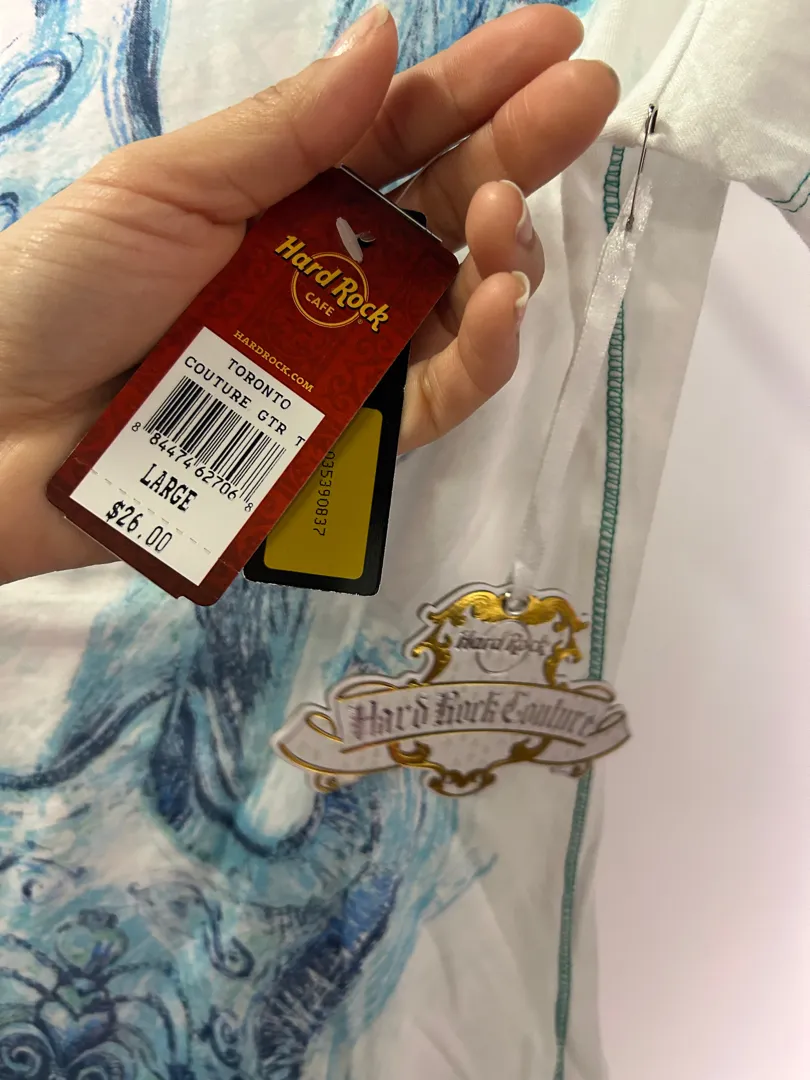 Hard Rock
CAFE
HARDROCK.COM
TORONTO
COUTURE GTR T
8 84474 62706 8
LARGE
$26.00
035390837
Hard Rock
Hard Rock Couture